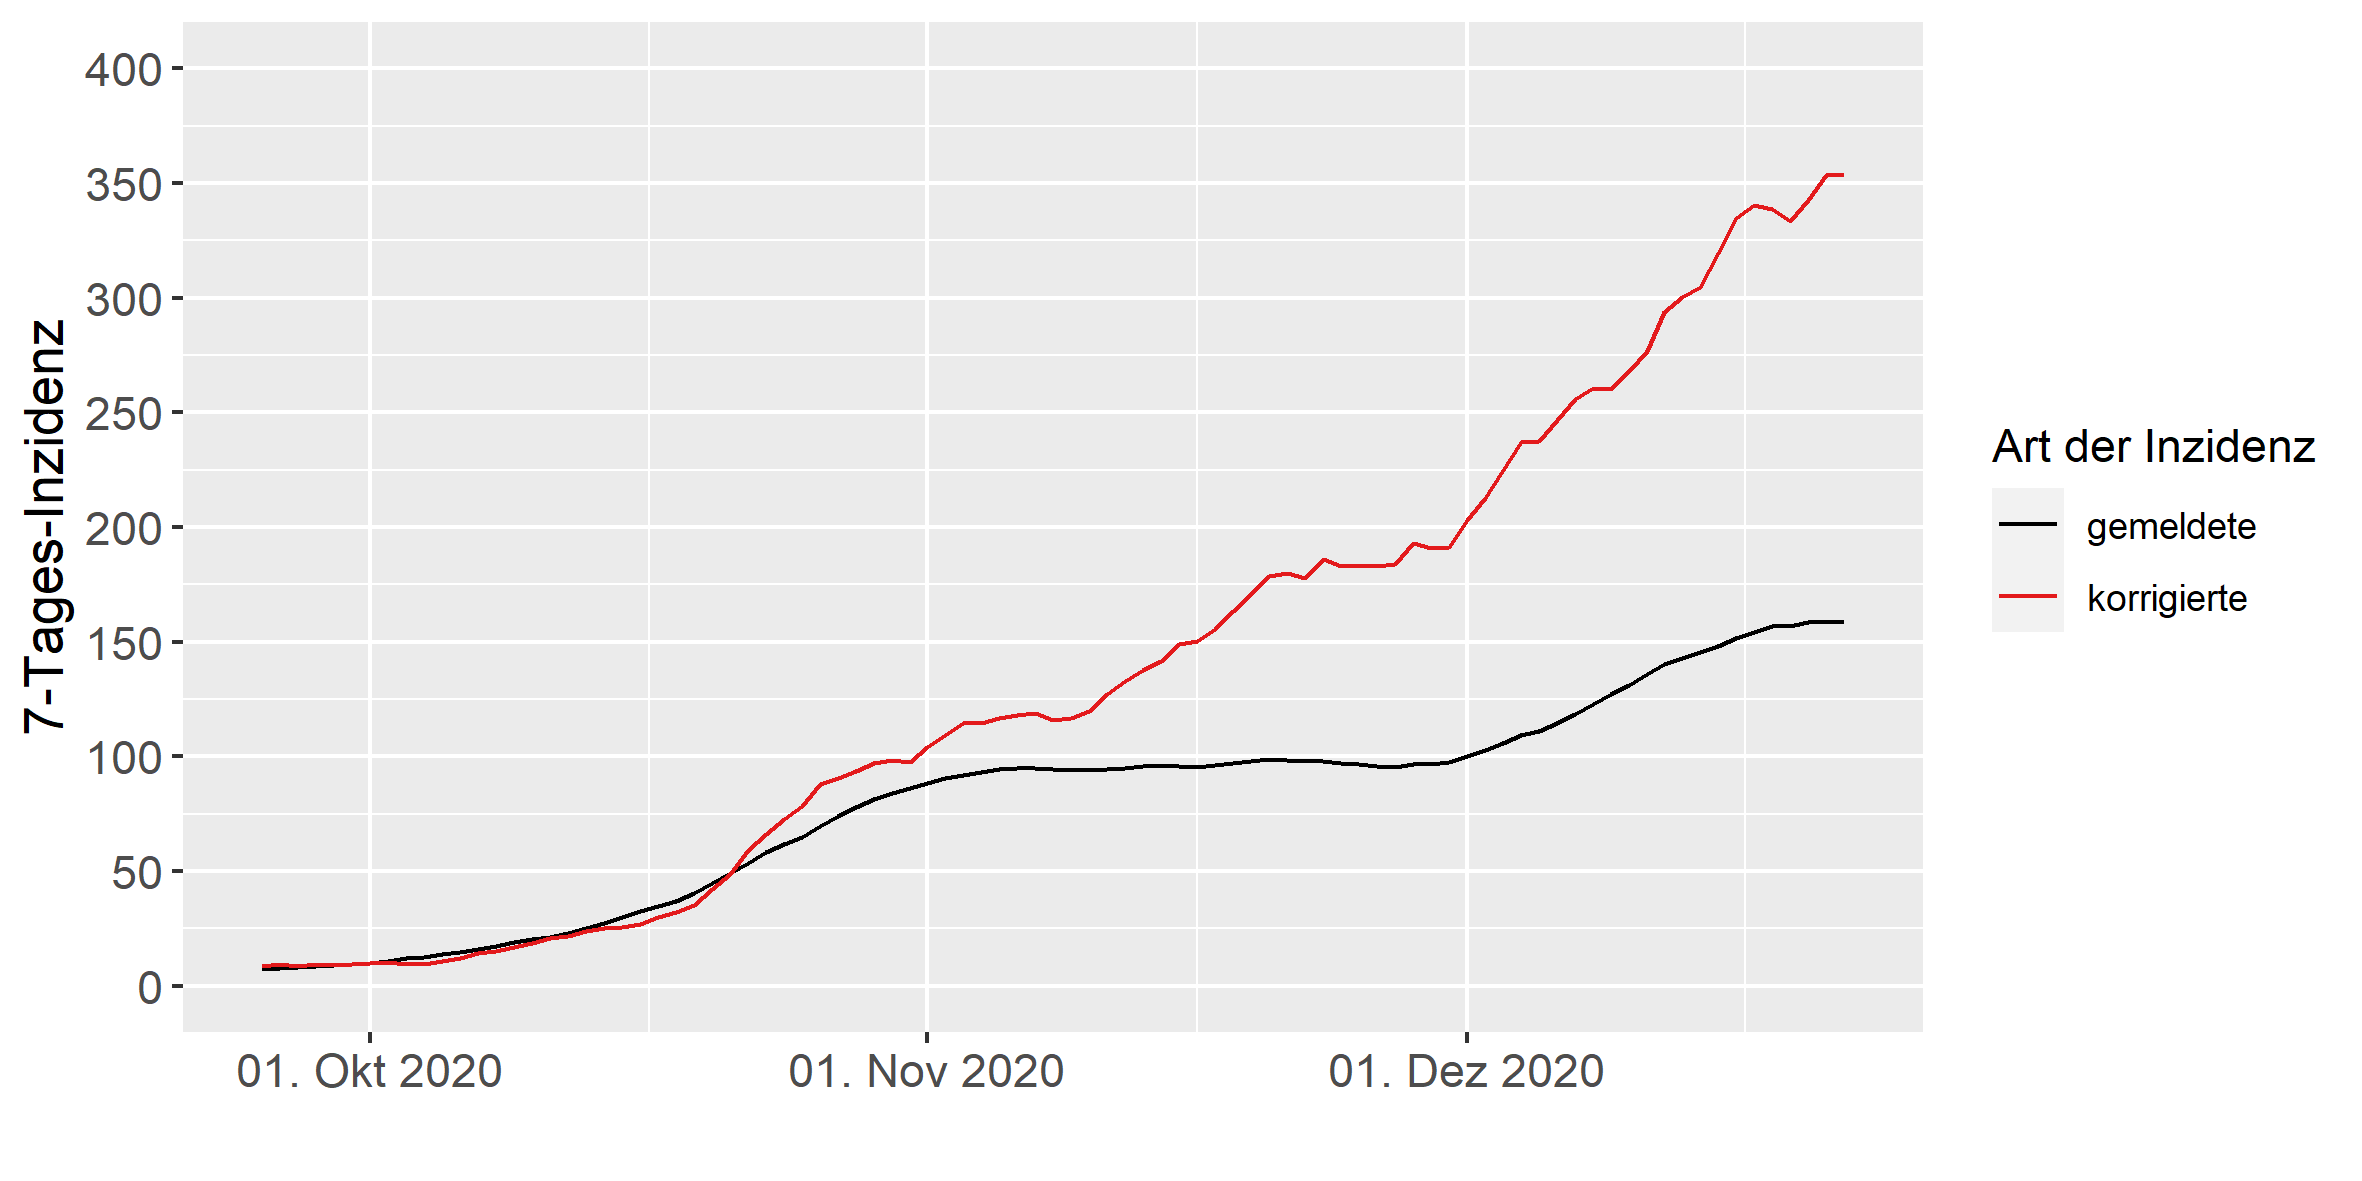 7-Tages-Inzidenz
400
350
300
250
200
150
100
50
0
01. Okt 2020
01. Nov 2020
01. Dez 2020
Art der Inzidenz
gemeldete
korrigierte